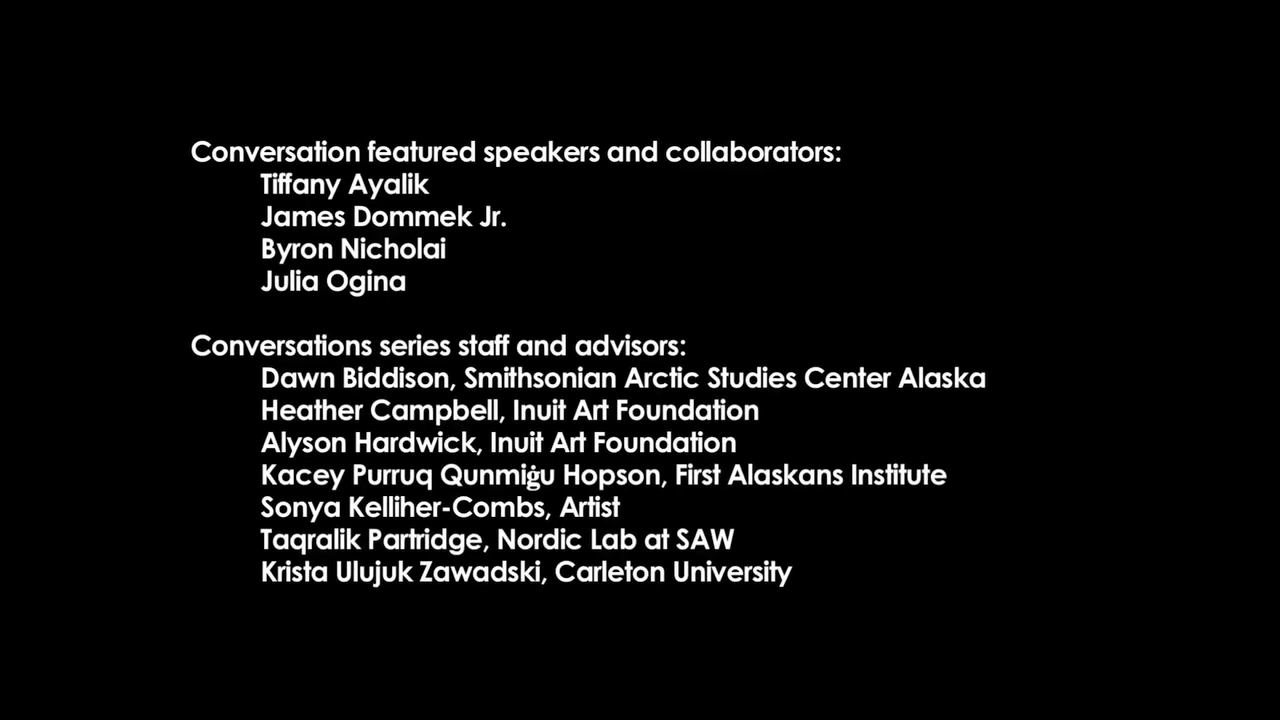 Conversation featured speakers and collaborators:
Tiffany Ayalik
James Dommek Jr.
Byron Nicholai
Julia Ogina
Conversations series staff and advisors:
Dawn Biddison, Smithsonian Arctic Studies Center Alaska
Heather Campbell, Inuit Art Foundation
Alyson Hardwick, Inuit Art Foundation
Kacey Purruq Qunmiġu Hopson, First Alaskans Institute
Sonya Kelliher-Combs, Artist
Taqralik Partridge, Nordic Lab at SAW
Krista Ulujuk Zawadski, Carleton University